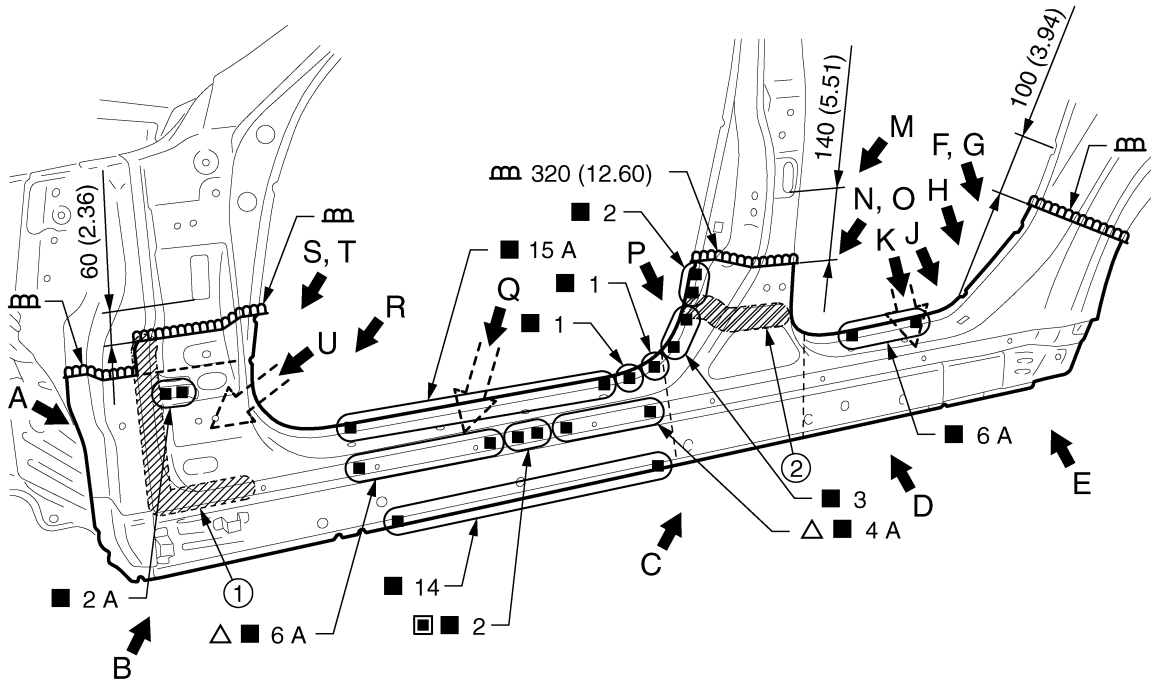 100 (3.94)
140 (5.51)
M
F, G
320 (12.60)
N, O
H
60 (2.36)
2
S, T
15 A
P
K
J
1
Q
R
1
U
A
6 A
2
3
E
D
4 A
C
14
1
2 A
6 A
2
B